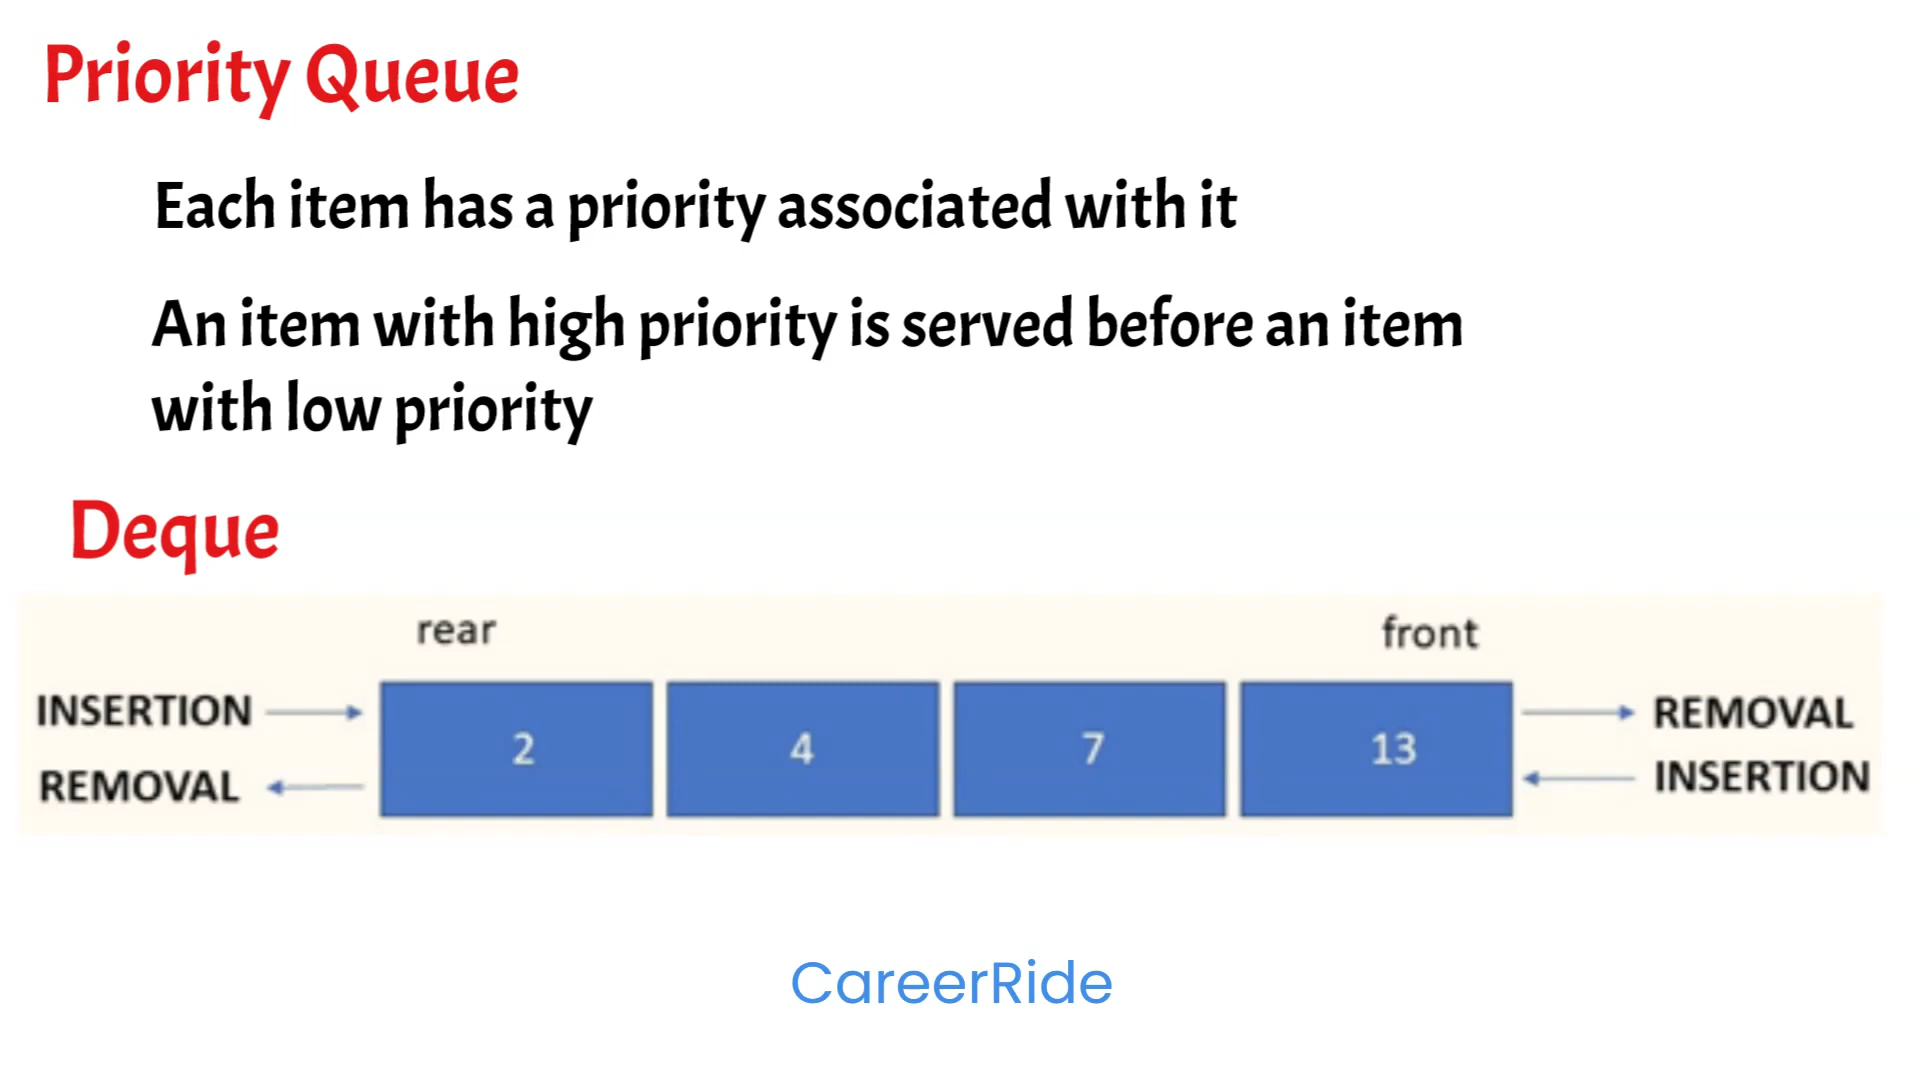 Priority Queue
Each item has a priority associated with it
An item with high priority is served before an item
with low priority
Deque
rear front
INSERTION REMOVAL
2 4 7 13
REMOVAL INSERTION
CareerRide